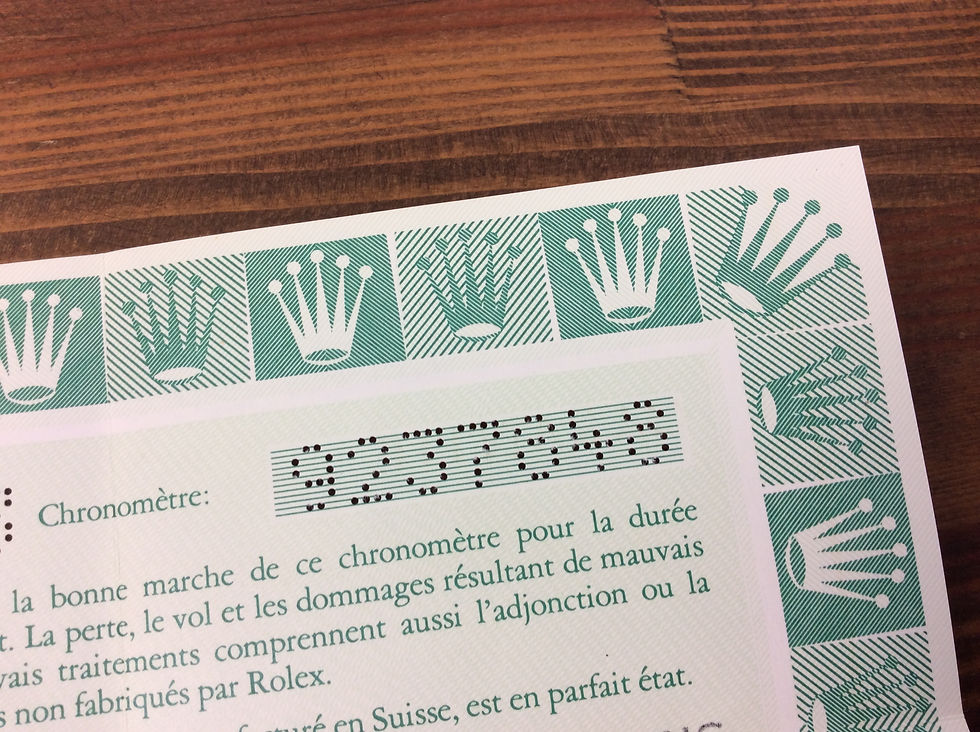 Chronomètre:
la bonne marche de ce chronomètre pour la durée
t. La perte, le vol et les dommages résultant de mauvais
vais traitements comprennent aussi l'adjonction ou la
s non fabriqués par Rolex.
en Suisse, est en parfait état.